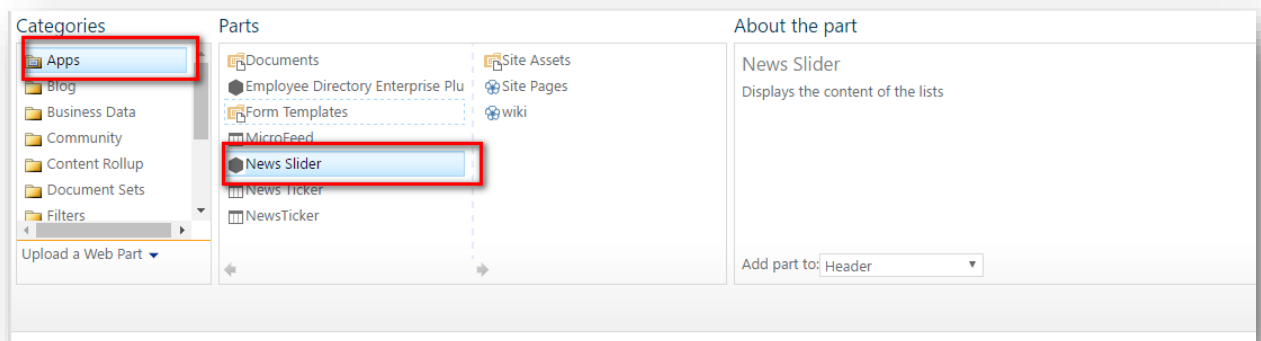 Categories
Apps
Blog
Business Data
Community
Content Rollup
Document Sets
Filters
Upload a Web Part
Parts
Documents
Employee Directory Enterprise Plu
Form Templates
MicroFeed
News Slider
News Ticker
NewsTicker
Site Assets
Site Pages
wiki
About the part
News Slider
Displays the content of the lists
Add part to: Header